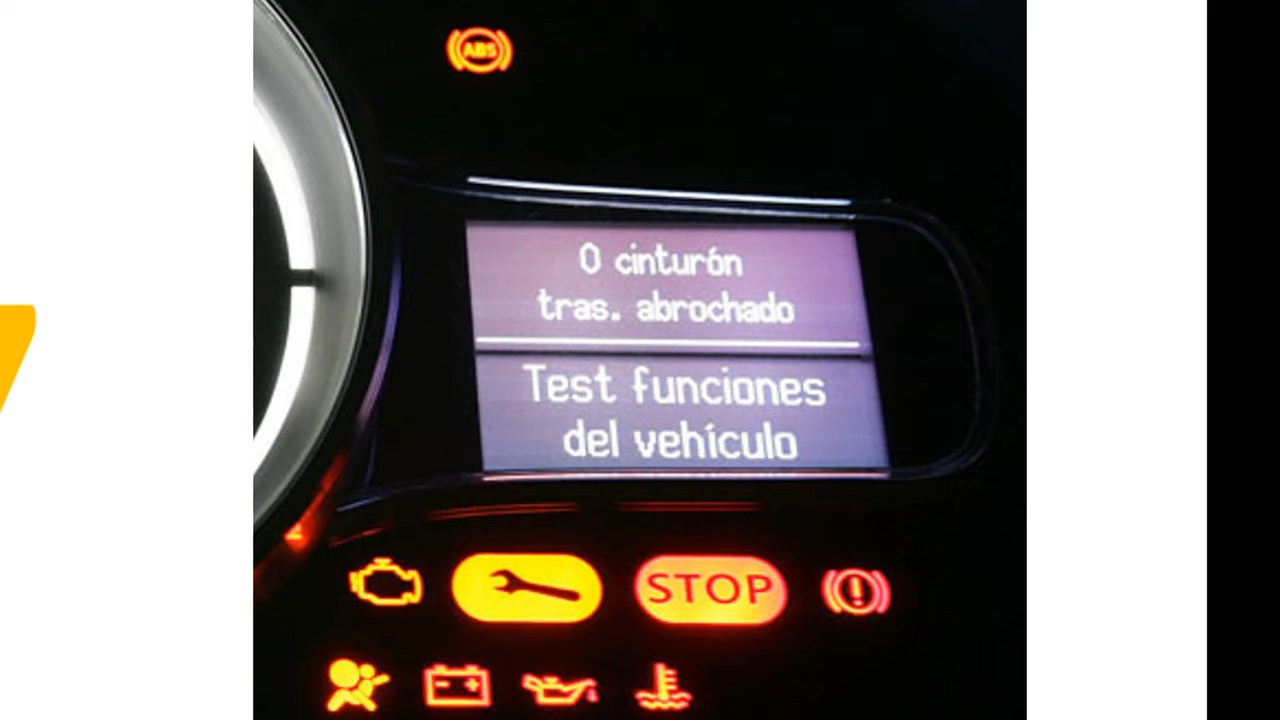 ABS
0 cinturón
tras. abrochado
Test funciones
del vehículo
STOP